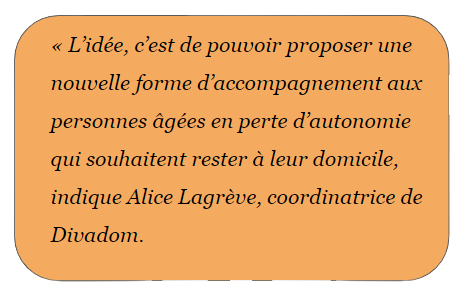 « L’idée, c’est de pouvoir proposer une
nouvelle forme d’accompagnement aux
personnes âgées en perte d’autonomie
qui souhaitent rester à leur domicile,
indique Alice Lagrève, coordinatrice de
Divadom.